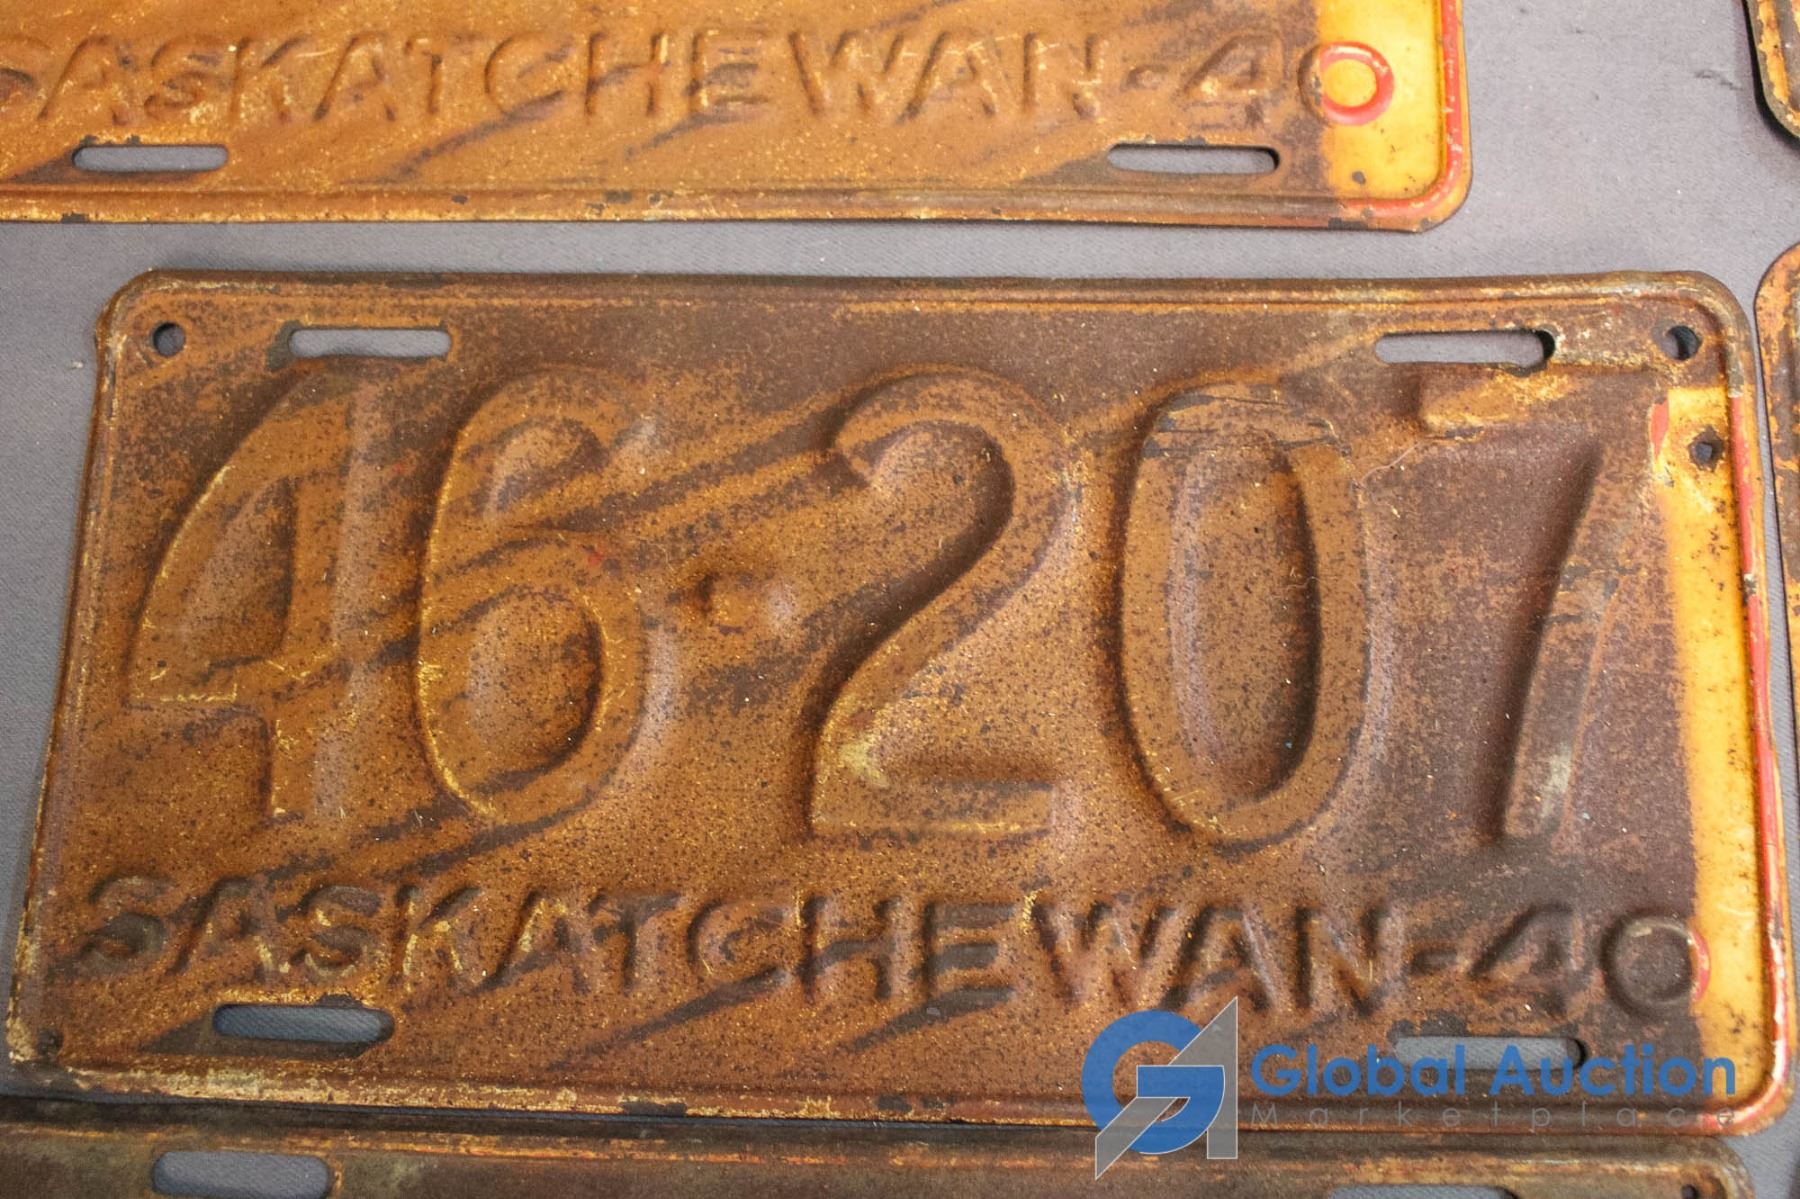 SASKATCHEWAN-40
46·207
SASKATCHEWAN-40
Global Auction
Marketplace